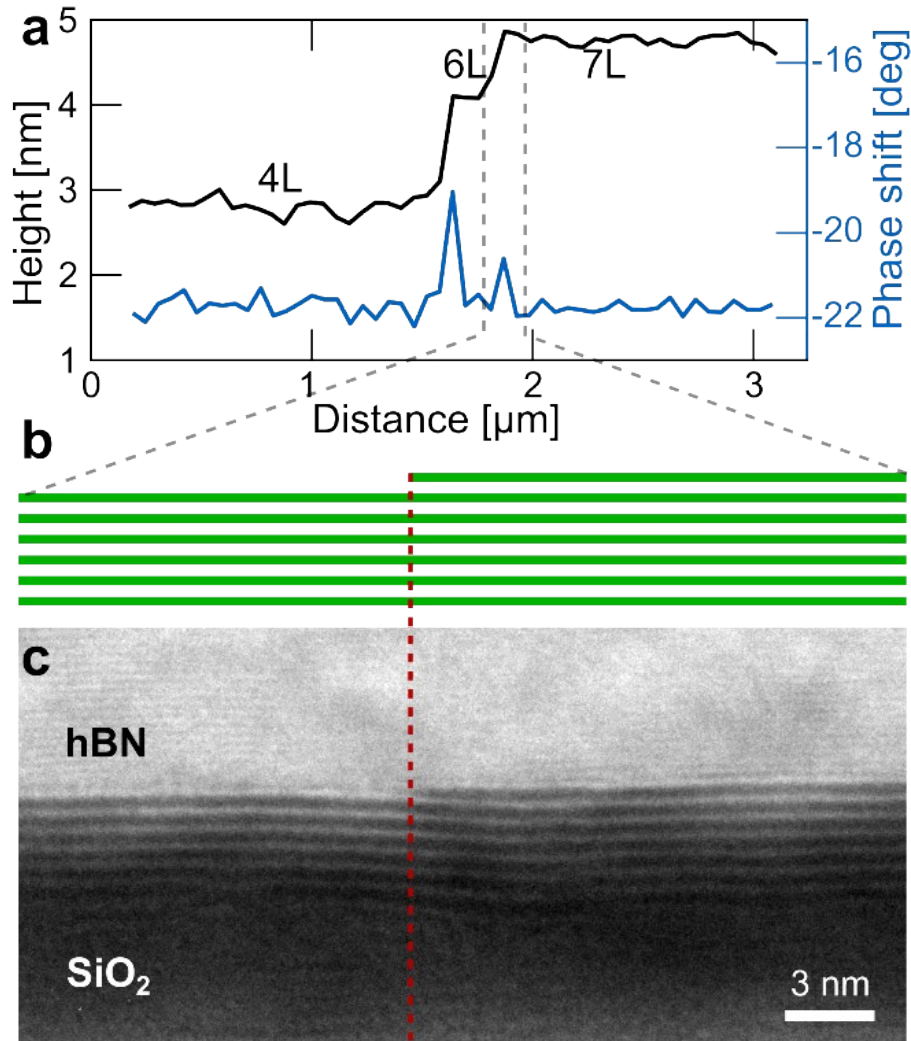 a
5
4
3
2
1
Height [nm]
4L
6L
7L
-16
-18
-20
-22
Phase shift [deg]
0
1
2
3
Distance [µm]
b
c
hBN
SiO₂
3 nm